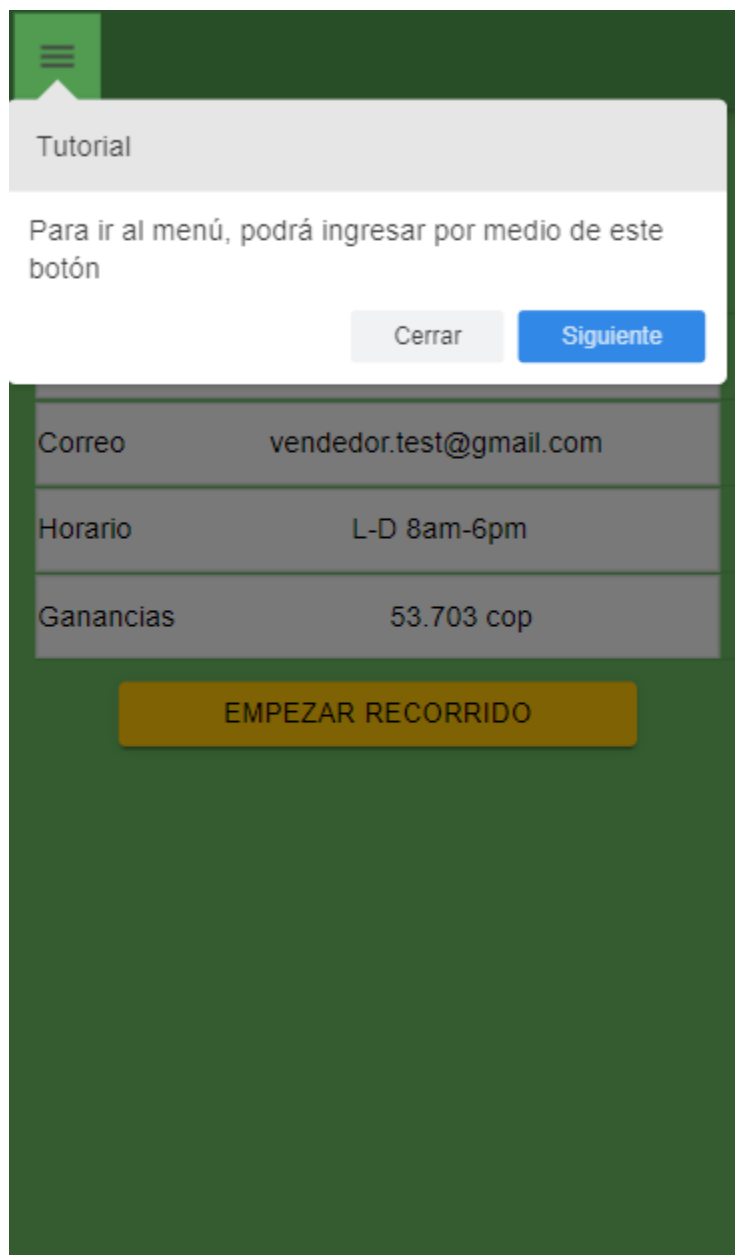 Tutorial
Para ir al menú, podrá ingresar por medio de este
botón
Cerrar Siguiente
Correo vendedor.test@gmail.com
Horario L-D 8am-6pm
Ganancias 53.703 cop
EMPEZAR RECORRIDO